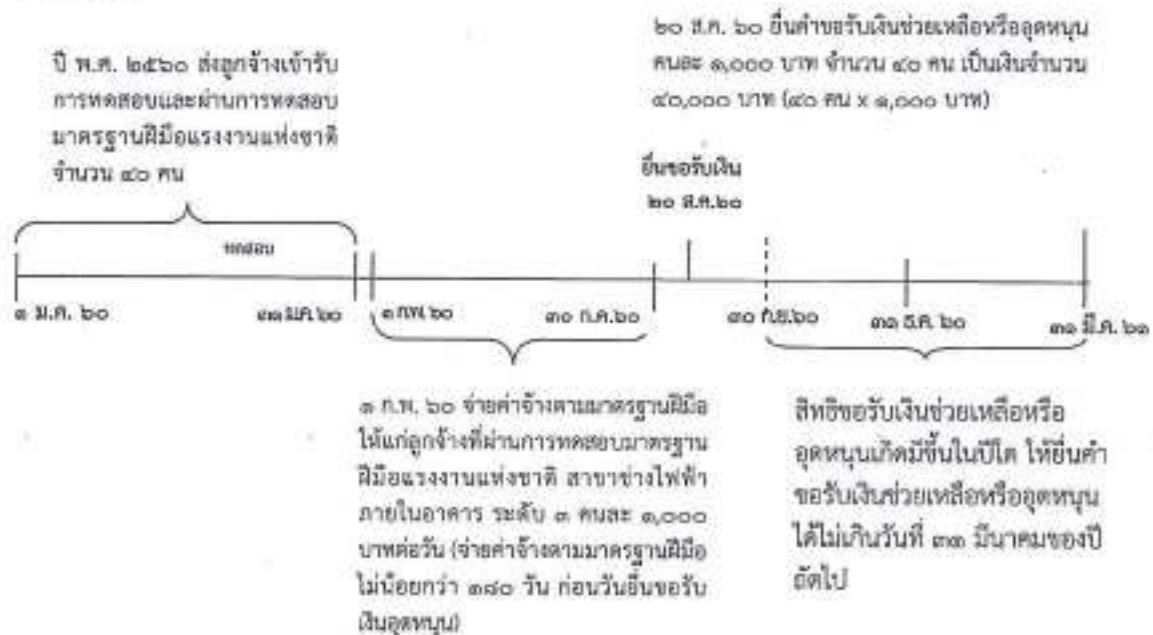 ปี พ.ศ. ๒๕๖๐ ส่งลูกจ้างเข้ารับ
การทดสอบและผ่านการทดสอบ
มาตรฐานฝีมือแรงงานแห่งชาติ
จำนวน ๔๐ คน
๒๐ ส.ค. ๖๐ ยื่นคำขอรับเงินช่วยเหลือหรืออุดหนุน
คนละ ๑,๐๐๐ บาท จำนวน ๔๐ คน เป็นเงินจำนวน
๔๐,๐๐๐ บาท (๔๐ คน x ๑,๐๐๐ บาท)
ยื่นขอรับเงิน
๒๐ ส.ค.๖๐
ทดสอบ
๑ ม.ค. ๖๐
๓๑ ม.ค. ๖๐
๑ ก.พ. ๖๐
๓๐ ก.ค.๖๐
๓๐ ก.ย.๖๐
๓๑ ธ.ค. ๖๐
๓๑ มี.ค. ๖๑
๑ ก.พ. ๖๐ จ่ายค่าจ้างตามมาตรฐานฝีมือ
ให้แก่ลูกจ้างที่ผ่านการทดสอบมาตรฐาน
ฝีมือแรงงานแห่งชาติ สาขาช่างไฟฟ้า
ภายในอาคาร ระดับ ๓ คนละ ๑,๐๐๐
บาทต่อวัน (จ่ายค่าจ้างตามมาตรฐานฝีมือ
ไม่น้อยกว่า ๑๘๐ วัน ก่อนวันยื่นขอรับ
เงินอุดหนุน)
สิทธิขอรับเงินช่วยเหลือหรือ
อุดหนุนเกิดมีขึ้นในปีใด ให้ยื่นคำ
ขอรับเงินช่วยเหลือหรืออุดหนุน
ได้ไม่เกินวันที่ ๓๑ มีนาคมของปี
ถัดไป